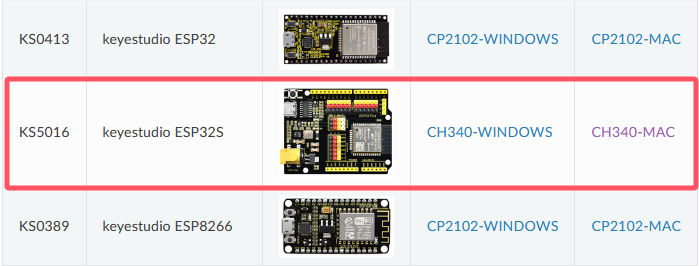 KS0413 keyestudio ESP32 CP2102-WINDOWS CP2102-MAC
KS5016 keyestudio ESP32S CH340-WINDOWS CH340-MAC
KS0389 keyestudio ESP8266 CP2102-WINDOWS CP2102-MAC